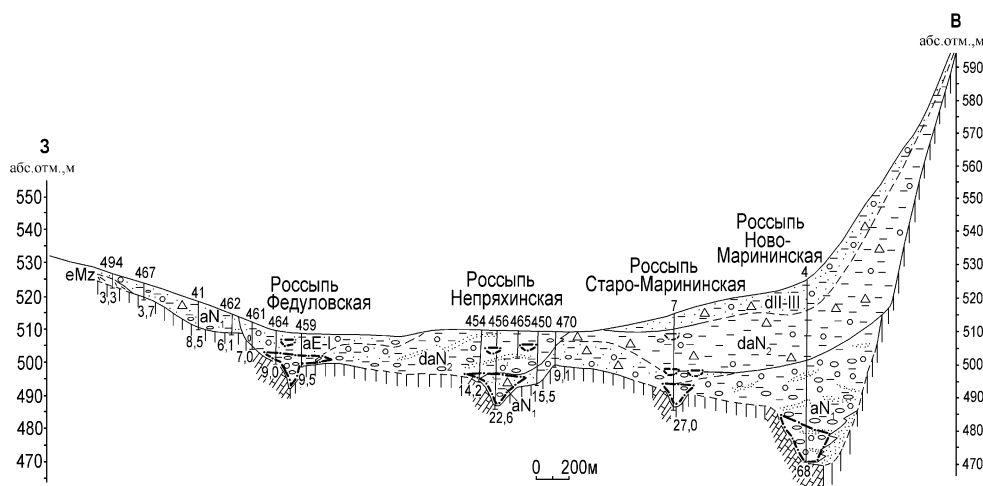 В
абс.отм.,м
590
580
570
560
550
540
530
520
510
500
490
480
470
З
абс.отм.,м
550
540
530
520
510
500
490
480
470
Россыпь
Ново-
Марининская
Россыпь
Старо-Марининская
Россыпь
Непряхинская
Россыпь
Федуловская
eMz 494 467 41 462 461 464 459
454 456 465 450 470
7
4
3,3 3,7 8,5 6,1 7,0 9,0 9,5
14,2 22,6 15,5 9,1
27,0
68
aN
aE-I
daN2
aN1
dII-III
daN2
aN1
0 200м